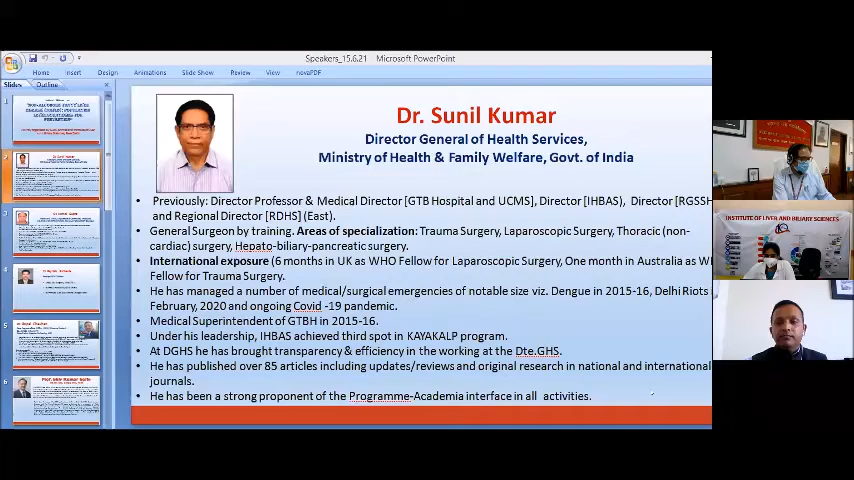 Speakers_15.6.21 Microsoft PowerPoint
Home Insert Design Animations Slide Show Review View novaPDF
Slides Outline
1
2
3
4
5
6
Dr. Sunil Kumar
Director General of Health Services,
Ministry of Health & Family Welfare, Govt. of India
• Previously: Director Professor & Medical Director [GTB Hospital and UCMS], Director [IHBAS], Director [RGSSH
and Regional Director [RDHS] (East).
• General Surgeon by training. Areas of specialization: Trauma Surgery, Laparoscopic Surgery, Thoracic (non-
cardiac) surgery, Hepato-biliary-pancreatic surgery.
• International exposure (6 months in UK as WHO Fellow for Laparoscopic Surgery, One month in Australia as WH
Fellow for Trauma Surgery.
• He has managed a number of medical/surgical emergencies of notable size viz. Dengue in 2015-16, Delhi Riots i
February, 2020 and ongoing Covid -19 pandemic.
• Medical Superintendent of GTBH in 2015-16.
• Under his leadership, IHBAS achieved third spot in KAYAKALP program.
• At DGHS he has brought transparency & efficiency in the working at the Dte.GHS.
• He has published over 85 articles including updates/reviews and original research in national and international
journals.
• He has been a strong proponent of the Programme-Academia interface in all activities.
INSTITUTE OF LIVER AND BILIARY SCIENCES